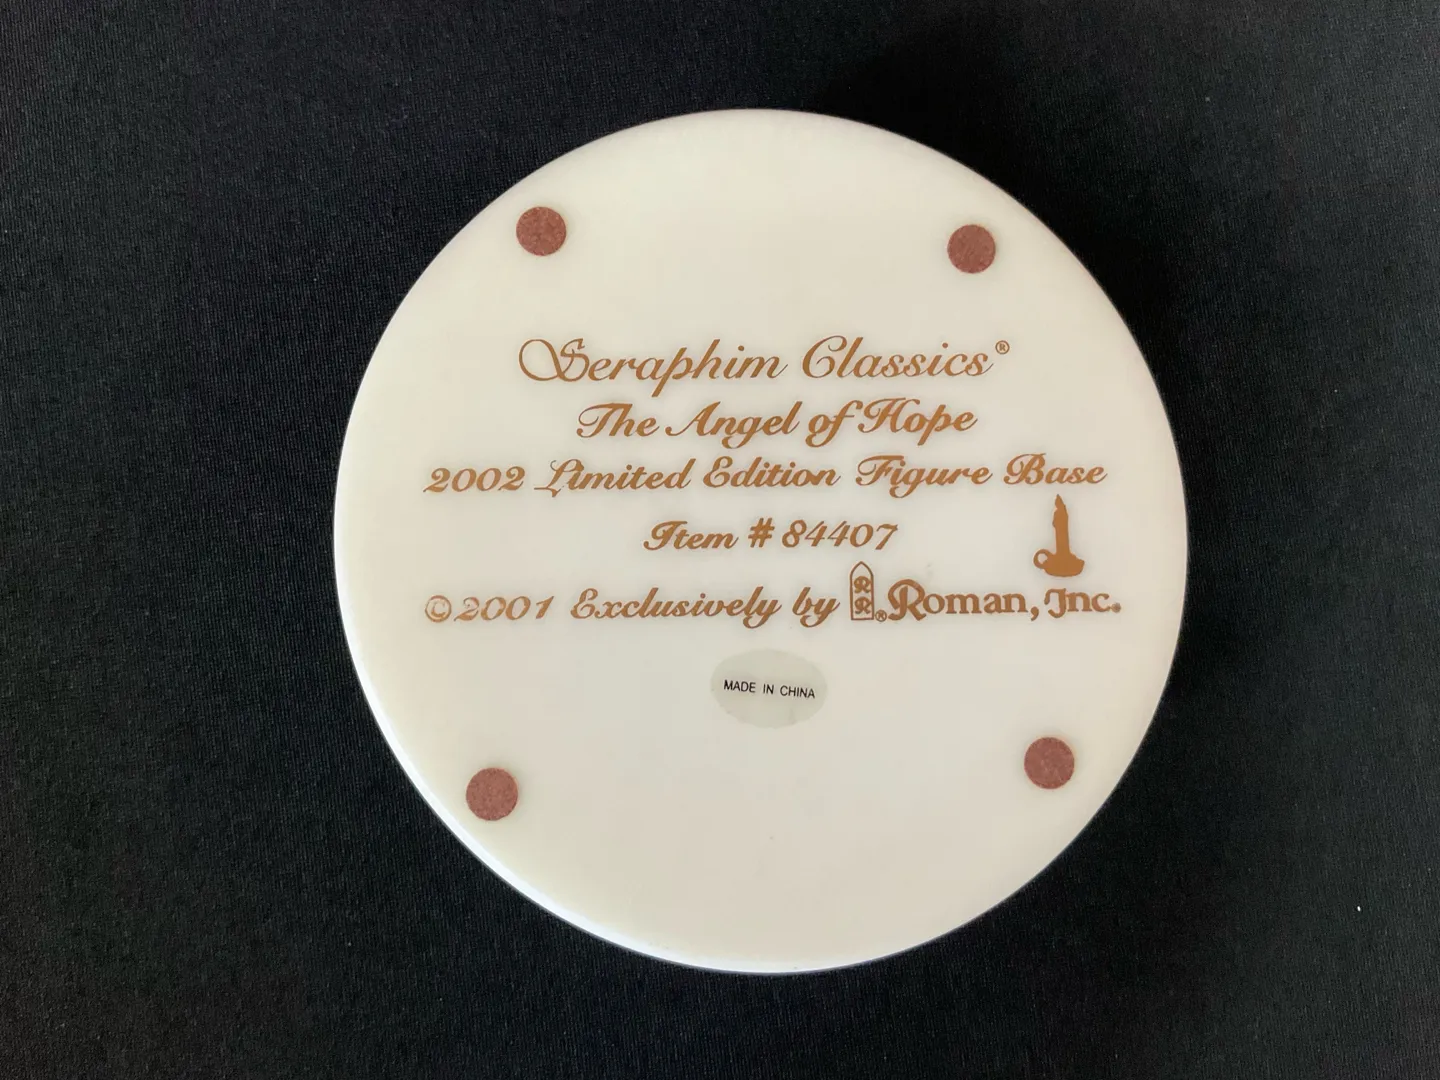 Seraphim Classics®
The Angel of Hope
2002 Limited Edition Figure Base
Item # 84407
©2001 Exclusively by RR® Roman, Inc.
MADE IN CHINA